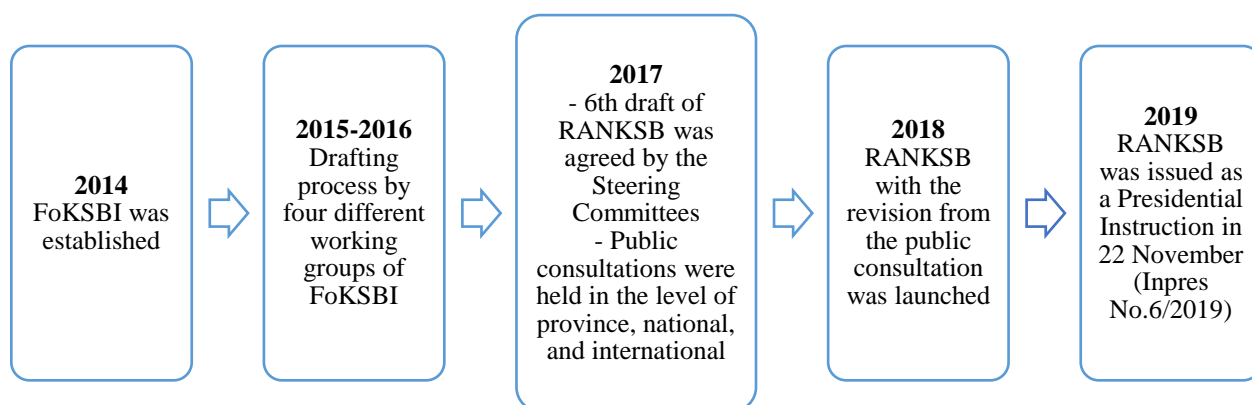 2014
FoKSBI was
established
2015-2016
Drafting
process by
four different
working
groups of
FoKSBI
2017
- 6th draft of
RANKSB was
agreed by the
Steering
Committees
- Public
consultations were
held in the level of
province, national,
and international
2018
RANKSB
with the
revision from
the public
consultation
was launched
2019
RANKSB
was issued as
a Presidential
Instruction in
22 November
(Inpres
No.6/2019)